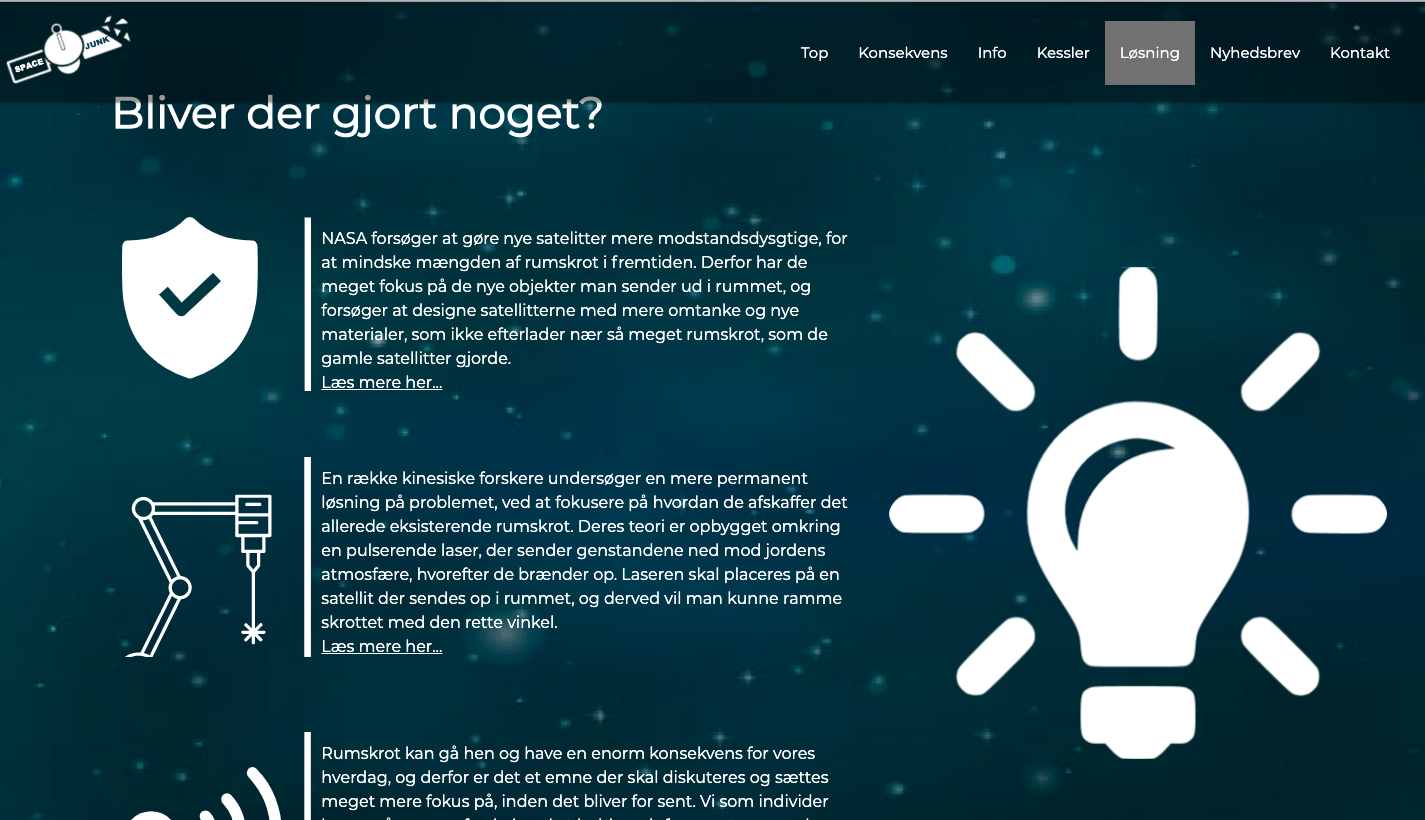 SPACE JUNK
Top Konsekvens Info Kessler Løsning Nyhedsbrev Kontakt
Bliver der gjort noget?
NASA forsøger at gøre nye satelitter mere modstandsdysgtige, for
at mindske mængden af rumskrot i fremtiden. Derfor har de
meget fokus på de nye objekter man sender ud i rummet, og
forsøger at designe satellitterne med mere omtanke og nye
materialer, som ikke efterlader nær så meget rumskrot, som de
gamle satellitter gjorde.
Læs mere her...
En række kinesiske forskere undersøger en mere permanent
løsning på problemet, ved at fokusere på hvordan de afskaffer det
allerede eksisterende rumskrot. Deres teori er opbygget omkring
en pulserende laser, der sender genstandene ned mod jordens
atmosfære, hvorefter de brænder op. Laseren skal placeres på en
satellit der sendes op i rummet, og derved vil man kunne ramme
skrottet med den rette vinkel.
Læs mere her...
Rumskrot kan gå hen og have en enorm konsekvens for vores
hverdag, og derfor er det et emne der skal diskuteres og sættes
meget mere fokus på, inden det bliver for sent. Vi som individer